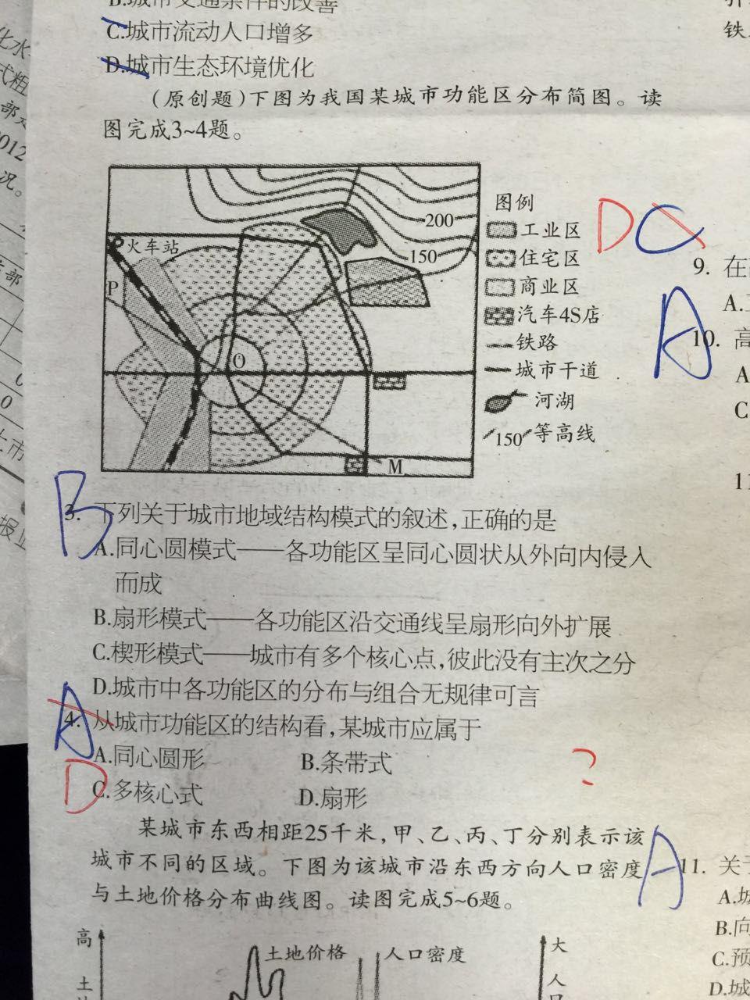 B.城市交通条件的改善
C.城市流动人口增多
D.城市生态环境优化
(原创题)下图为我国某城市功能区分布简图。读
图完成3~4题。
图例
工业区
住宅区
商业区
汽车4S店
铁路
城市干道
河湖
150 等高线
200
150
火车站
P
O
M
D C
B
3. 下列关于城市地域结构模式的叙述,正确的是
A.同心圆模式——各功能区呈同心圆状从外向内侵入
而成
B.扇形模式——各功能区沿交通线呈扇形向外扩展
C.楔形模式——城市有多个核心点,彼此没有主次之分
D.城市中各功能区的分布与组合无规律可言
A
4. 从城市功能区的结构看,某城市应属于
A.同心圆形 B.条带式
D
C.多核心式 D.扇形
?
某城市东西相距25千米,甲、乙、丙、丁分别表示该
城市不同的区域。下图为该城市沿东西方向人口密度
与土地价格分布曲线图。读图完成5~6题。
高
土
土地价格
人口密度
大
人
口
铁
9. 在
A.
A
10. 高
A
C
11
A
11. 关于
A.城
B.向
C.预
D.城
化水
式粗
部
012
况。
部
0
市
报